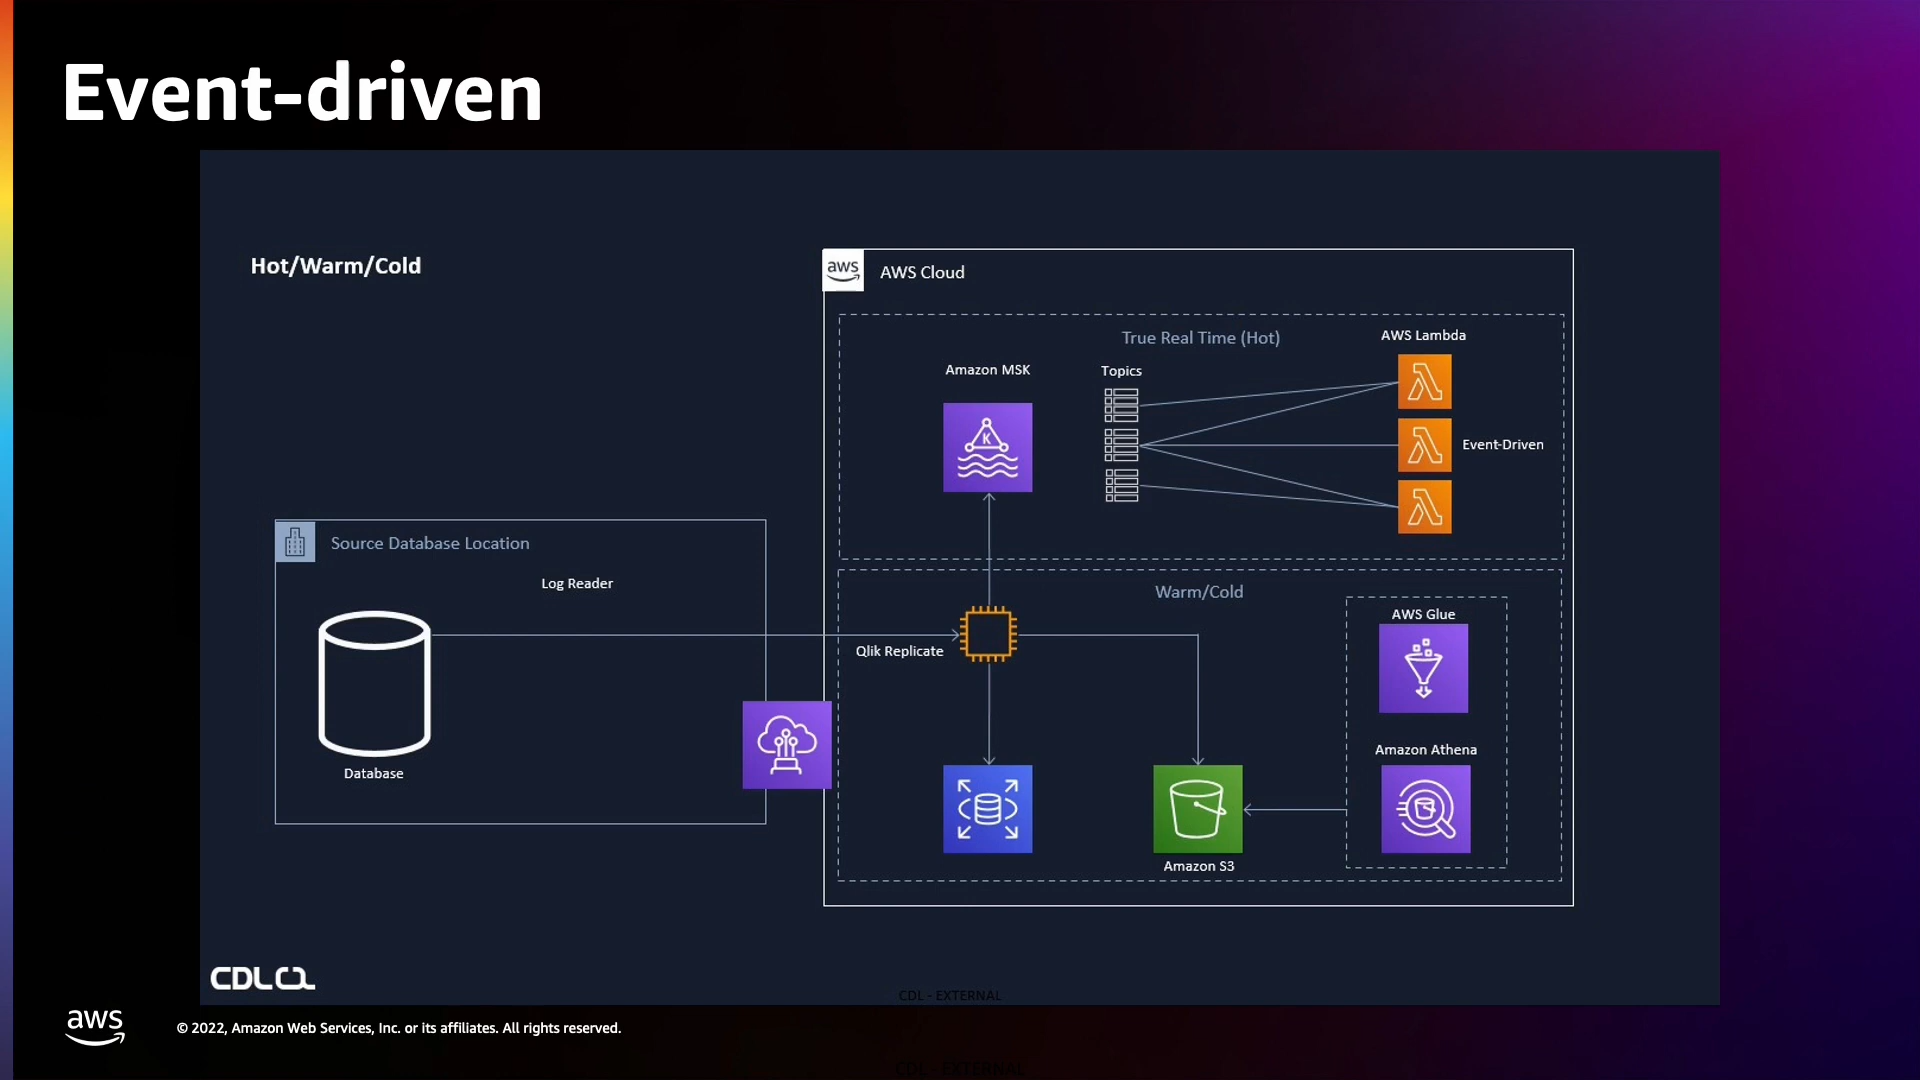 Event-driven
Hot/Warm/Cold
aws
AWS Cloud
True Real Time (Hot)
AWS Lambda
Amazon MSK
Topics
K
Event-Driven
Source Database Location
Log Reader
Warm/Cold
AWS Glue
Qlik Replicate
Amazon Athena
Database
Amazon S3
CDL
CDL - EXTERNAL
aws
© 2022, Amazon Web Services, Inc. or its affiliates. All rights reserved.
CDL - EXTERNAL